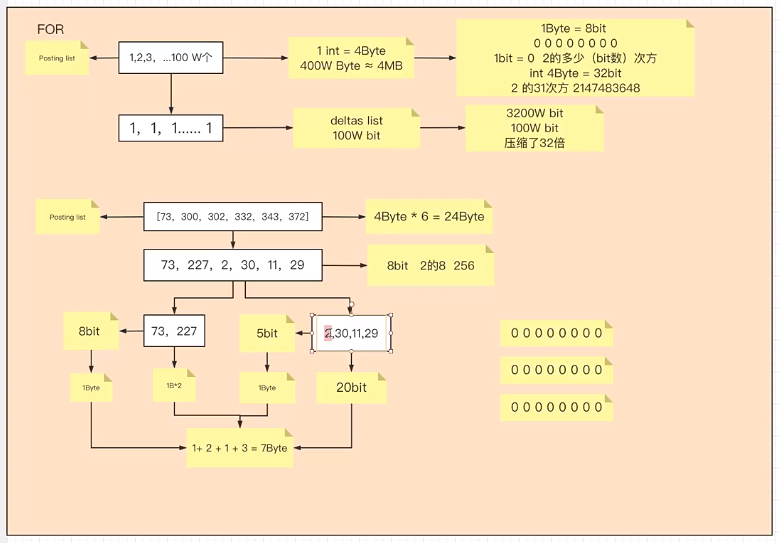 FOR
Posting list
1,2,3, ...100 W个
1 int = 4Byte
400W Byte ≈ 4MB
1Byte = 8bit
0 0 0 0 0 0 0 0
1bit = 0 2的多少（bit数）次方
int 4Byte = 32bit
2 的31次方 2147483648
1, 1, 1...... 1
deltas list
100W bit
3200W bit
100W bit
压缩了32倍
Posting list
[73, 300, 302, 332, 343, 372]
4Byte * 6 = 24Byte
73, 227, 2, 30, 11, 29
8bit 2的8 256
8bit
73, 227
5bit
2,30,11,29
0 0 0 0 0 0 0 0
1Byte
1B*2
1Byte
20bit
0 0 0 0 0 0 0 0
0 0 0 0 0 0 0 0
1+ 2 + 1 + 3 = 7Byte